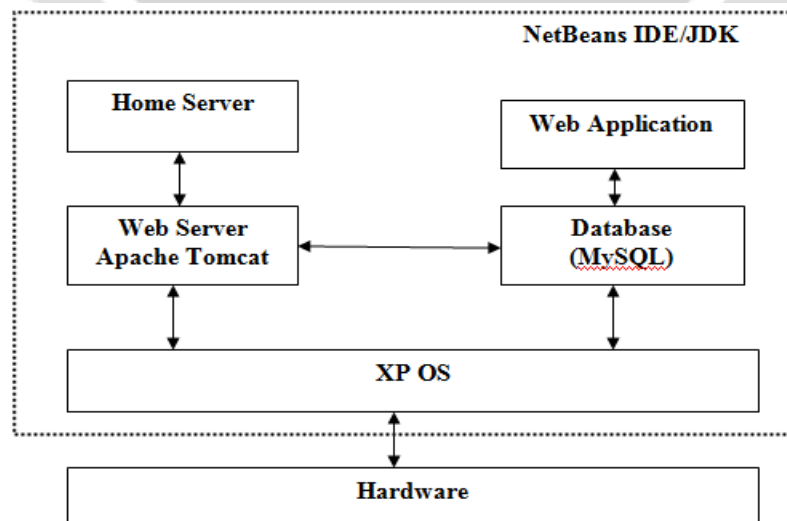 NetBeans IDE/JDK
Home Server
Web Application
Web Server
Apache Tomcat
Database
(MySQL)
XP OS
Hardware